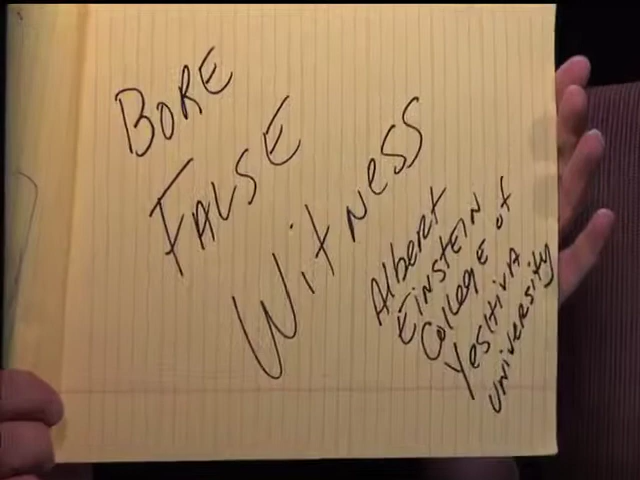 BORE
FALSE
WitNeSS
Albert
EiNSTEIN
College of
YesHivA
University